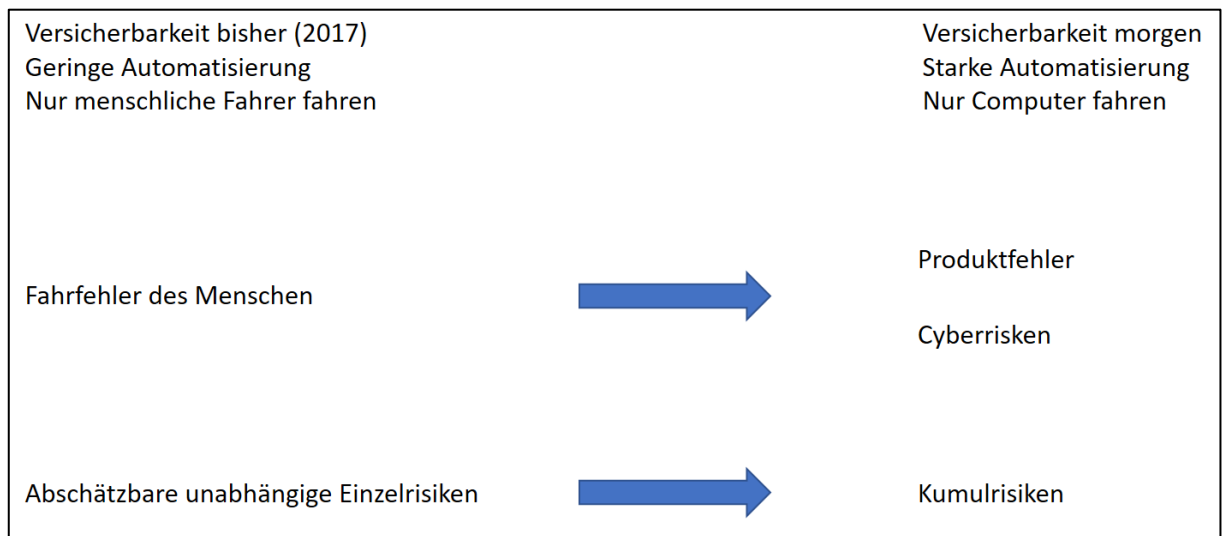 Versicherbarkeit bisher (2017)
Geringe Automatisierung
Nur menschliche Fahrer fahren
Versicherbarkeit morgen
Starke Automatisierung
Nur Computer fahren
Fahrfehler des Menschen
Produktfehler
Cyberrisken
Abschätzbare unabhängige Einzelrisiken
Kumulrisiken